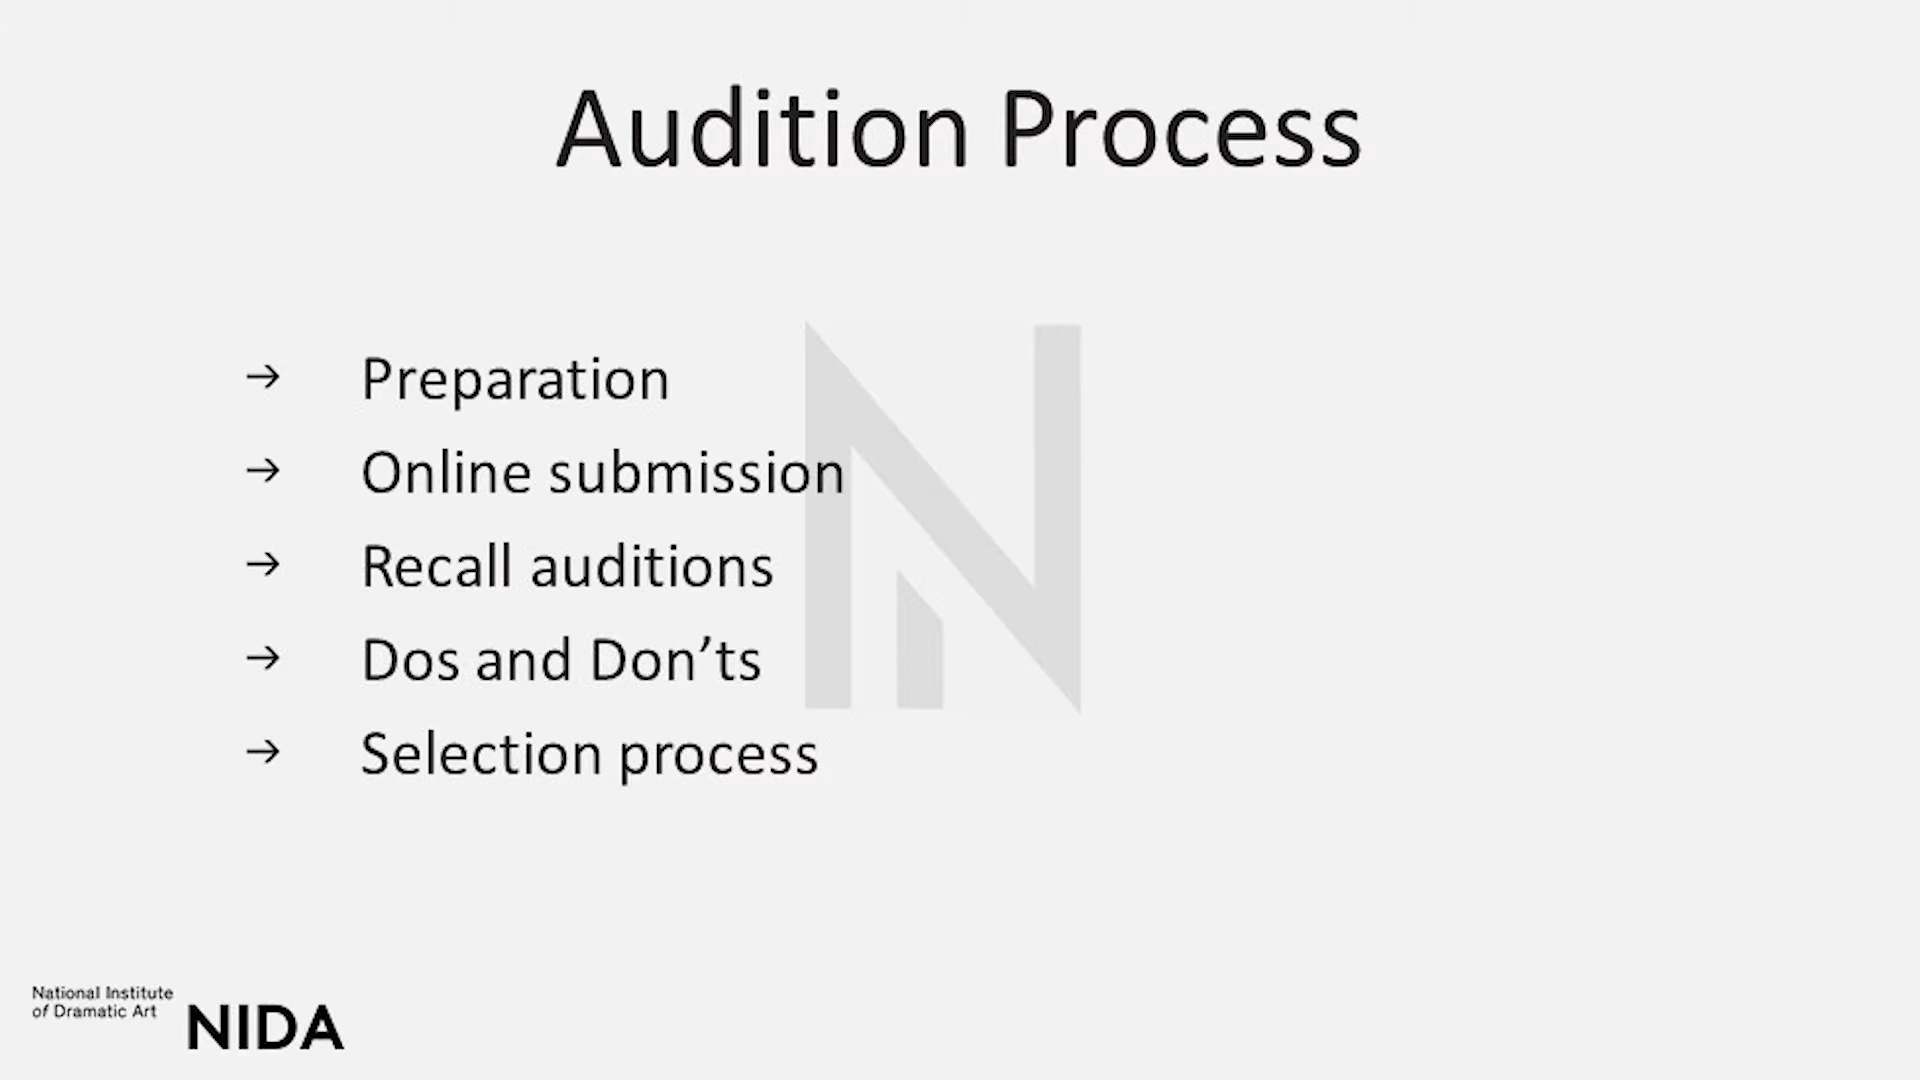 Audition Process
→ Preparation
→ Online submission
→ Recall auditions
→ Dos and Don’ts
→ Selection process
National Institute
of Dramatic Art
NIDA